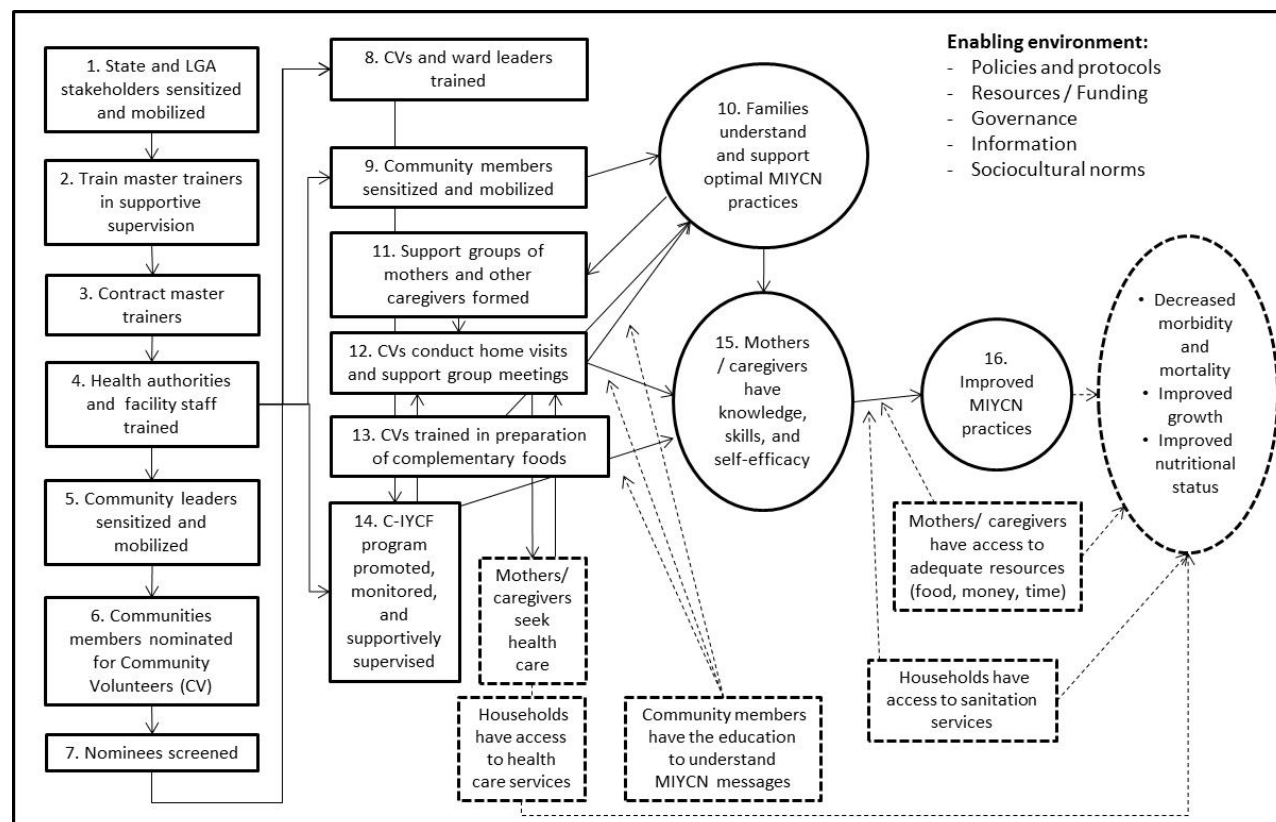 1. State and LGA
stakeholders sensitized
and mobilized
2. Train master trainers
in supportive
supervision
3. Contract master
trainers
4. Health authorities
and facility staff
trained
5. Community leaders
sensitized and
mobilized
6. Communities
members nominated
for Community
Volunteers (CV)
7. Nominees screened
8. CVs and ward leaders
trained
9. Community members
sensitized and mobilized
10. Families
understand
and support
optimal MIYCN
practices
11. Support groups of
mothers and other
caregivers formed
12. CVs conduct home visits
and support group meetings
13. CVs trained in preparation
of complementary foods
14. C-IYCF
program
promoted,
monitored,
and
supportively
supervised
Mothers/
caregivers
seek
health
care
Households
have access
to health
care services
Community members
have the education
to understand
MIYCN messages
15. Mothers
/ caregivers
have
knowledge,
skills, and
self-efficacy
16.
Improved
MIYCN
practices
Mothers/ caregivers
have access to
adequate resources
(food, money, time)
Households have
access to sanitation
services
Enabling environment:
- Policies and protocols
- Resources / Funding
- Governance
- Information
- Sociocultural norms
• Decreased
morbidity
and
mortality
• Improved
growth
• Improved
nutritional
status